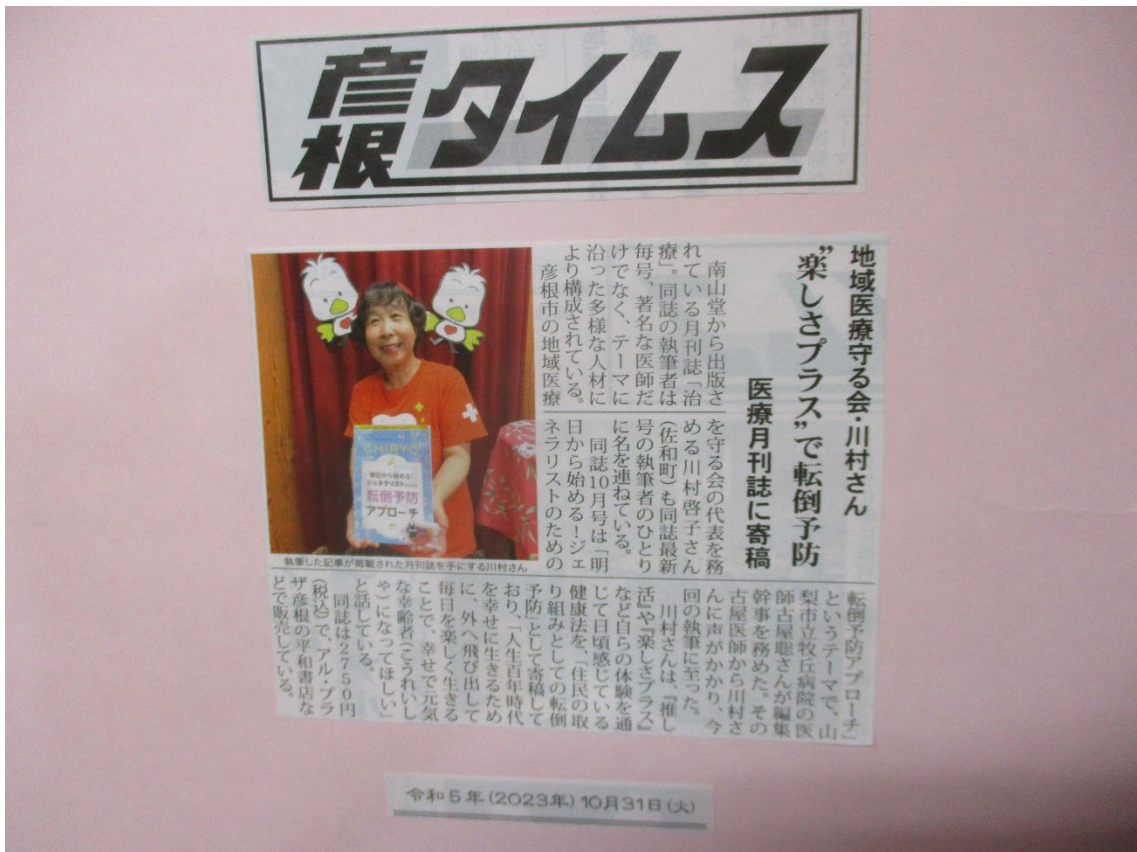 彦根タイムス
地域医療守る会・川村さん
”楽しさプラス”で転倒予防
医療月刊誌に寄稿
南山堂から出版さ
れている月刊誌「治
療」。同誌の執筆者は
毎号、著名な医師だ
けでなく、テーマに
沿った多様な人材に
より構成されている。
彦根市の地域医療
を守る会の代表を務
める川村啓子さん
(佐和町)も同誌最新
号の執筆者のひとり
に名を連ねている。
同誌10月号は「明
日から始める!ジェ
ネラリストのための
転倒予防アプローチ」
というテーマで、山
梨市立牧丘病院の医
師古屋聡さんが編集
幹事を務めた。その
古屋医師から川村さ
んに声がかかり、今
回の執筆に至った。
川村さんは、『推し
活』や『楽しさプラス』
など自らの体験を通
じて日頃感じている
健康法を、「住民の取
り組みとしての転倒
予防」として寄稿して
おり、「人生百年時代
を幸せに生きるため
に、外へ飛び出して
毎日を楽しく生きる
ことで、幸せで元気
な幸齢者(こうれいし
ゃ)になってほしい」
と話している。
同誌は2750円
(税込)で、アル・プラ
ザ彦根の平和書店な
どで販売している。
明日から始める!
転倒予防
アプローチ
執筆した記事が掲載された月刊誌を手にする川村さん
令和5年(2023年)10月31日(火)